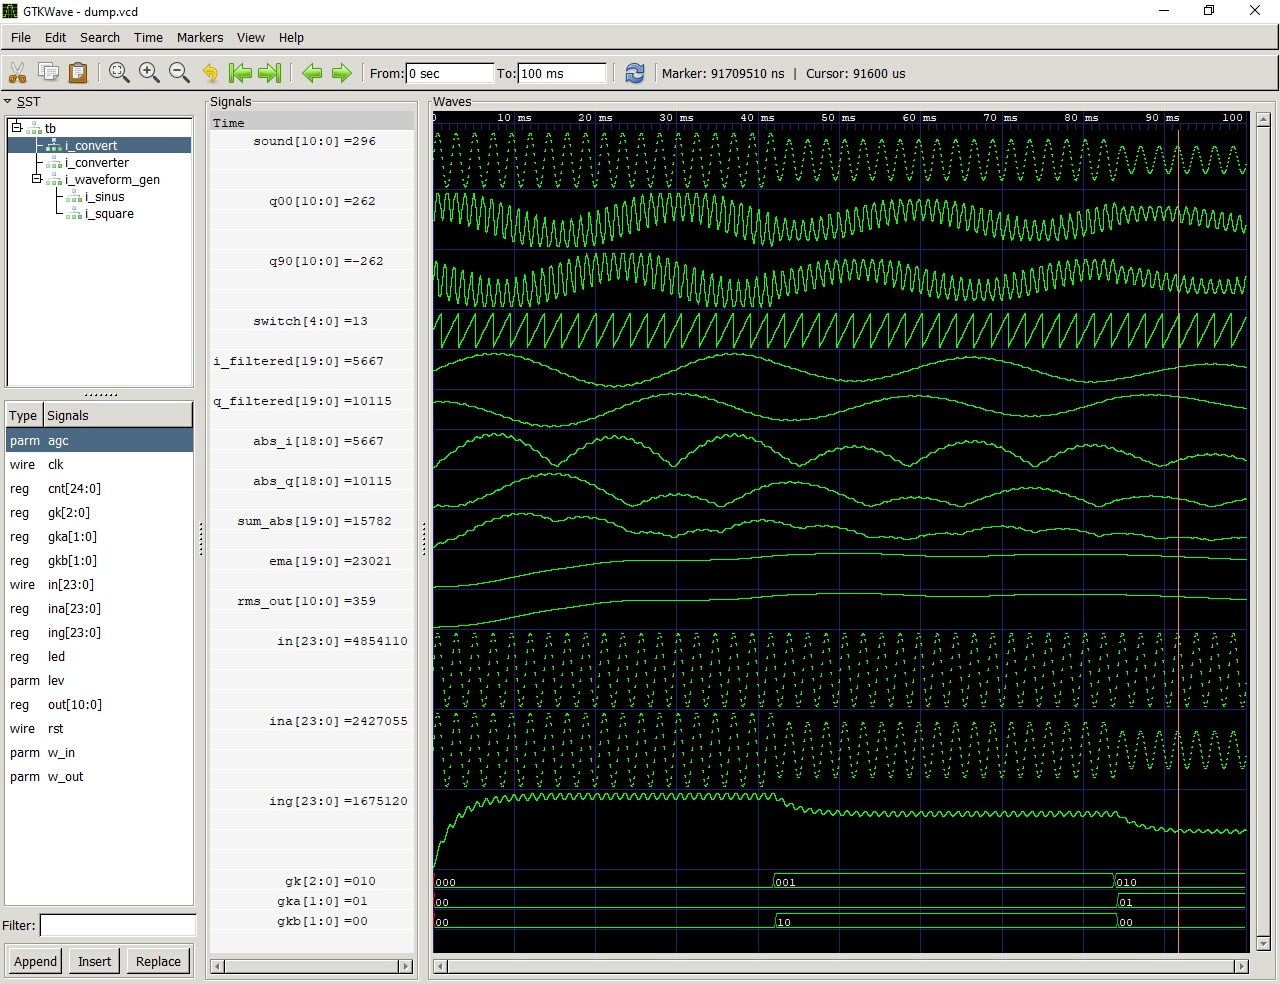 GTKWave - dump.vcd
File Edit Search Time Markers View Help
From: 0 sec To: 100 ms Marker: 91709510 ns | Cursor: 91600 us
SST
tb
i_convert
i_converter
i_waveform_gen
i_sinus
i_square
Type Signals
parm agc
wire clk
reg cnt[24:0]
reg gk[2:0]
reg gka[1:0]
reg gkb[1:0]
wire in[23:0]
reg ina[23:0]
reg ing[23:0]
reg led
parm lev
reg out[10:0]
wire rst
parm w_in
parm w_out
Filter:
Append Insert Replace
Signals
Time
sound[10:0] =296
q00[10:0] =262
q90[10:0] =-262
switch[4:0] =13
i_filtered[19:0] =5667
q_filtered[19:0] =10115
abs_i[18:0] =5667
abs_q[18:0] =10115
sum_abs[19:0] =15782
ema[19:0] =23021
rms_out[10:0] =359
in[23:0] =4854110
ina[23:0] =2427055
ing[23:0] =1675120
gk[2:0] =010
gka[1:0] =01
gkb[1:0] =00
Waves
0 10 ms 20 ms 30 ms 40 ms 50 ms 60 ms 70 ms 80 ms 90 ms 100
000 001 010
00 01
00 10 00